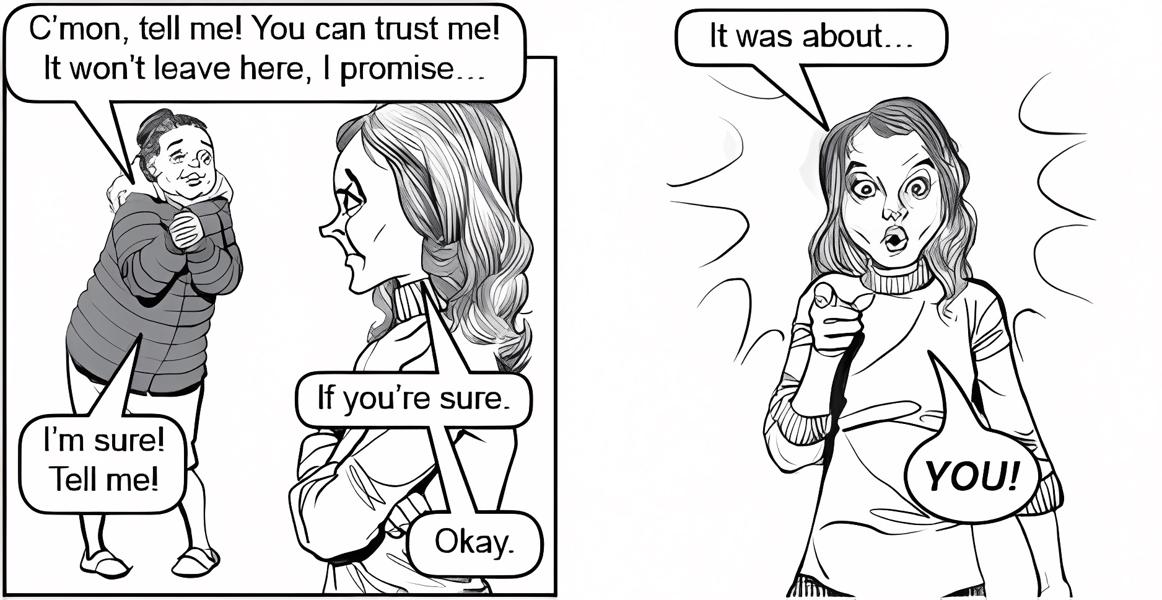 C'mon, tell me! You can trust me!
It won't leave here, I promise...
If you're sure.
I'm sure!
Tell me!
Okay.
It was about...
YOU!